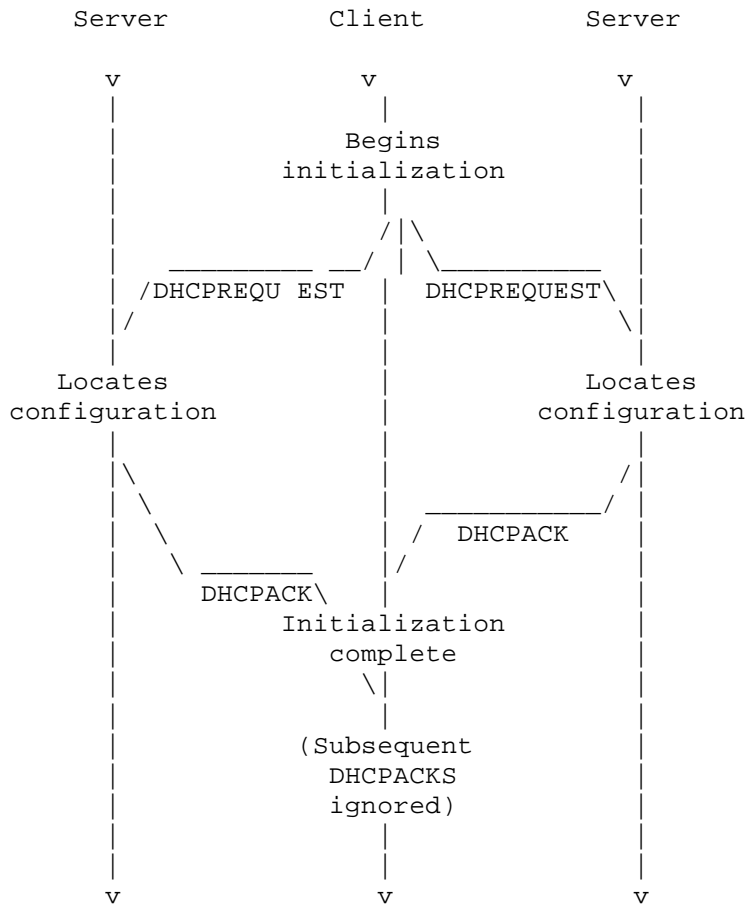 Server Client Server
v v v
Begins
initialization
DHCPREQU EST DHCPREQUEST
Locates Locates
configuration configuration
DHCPACK
DHCPACK
Initialization
complete
(Subsequent
DHCPACKS
ignored)
v v v